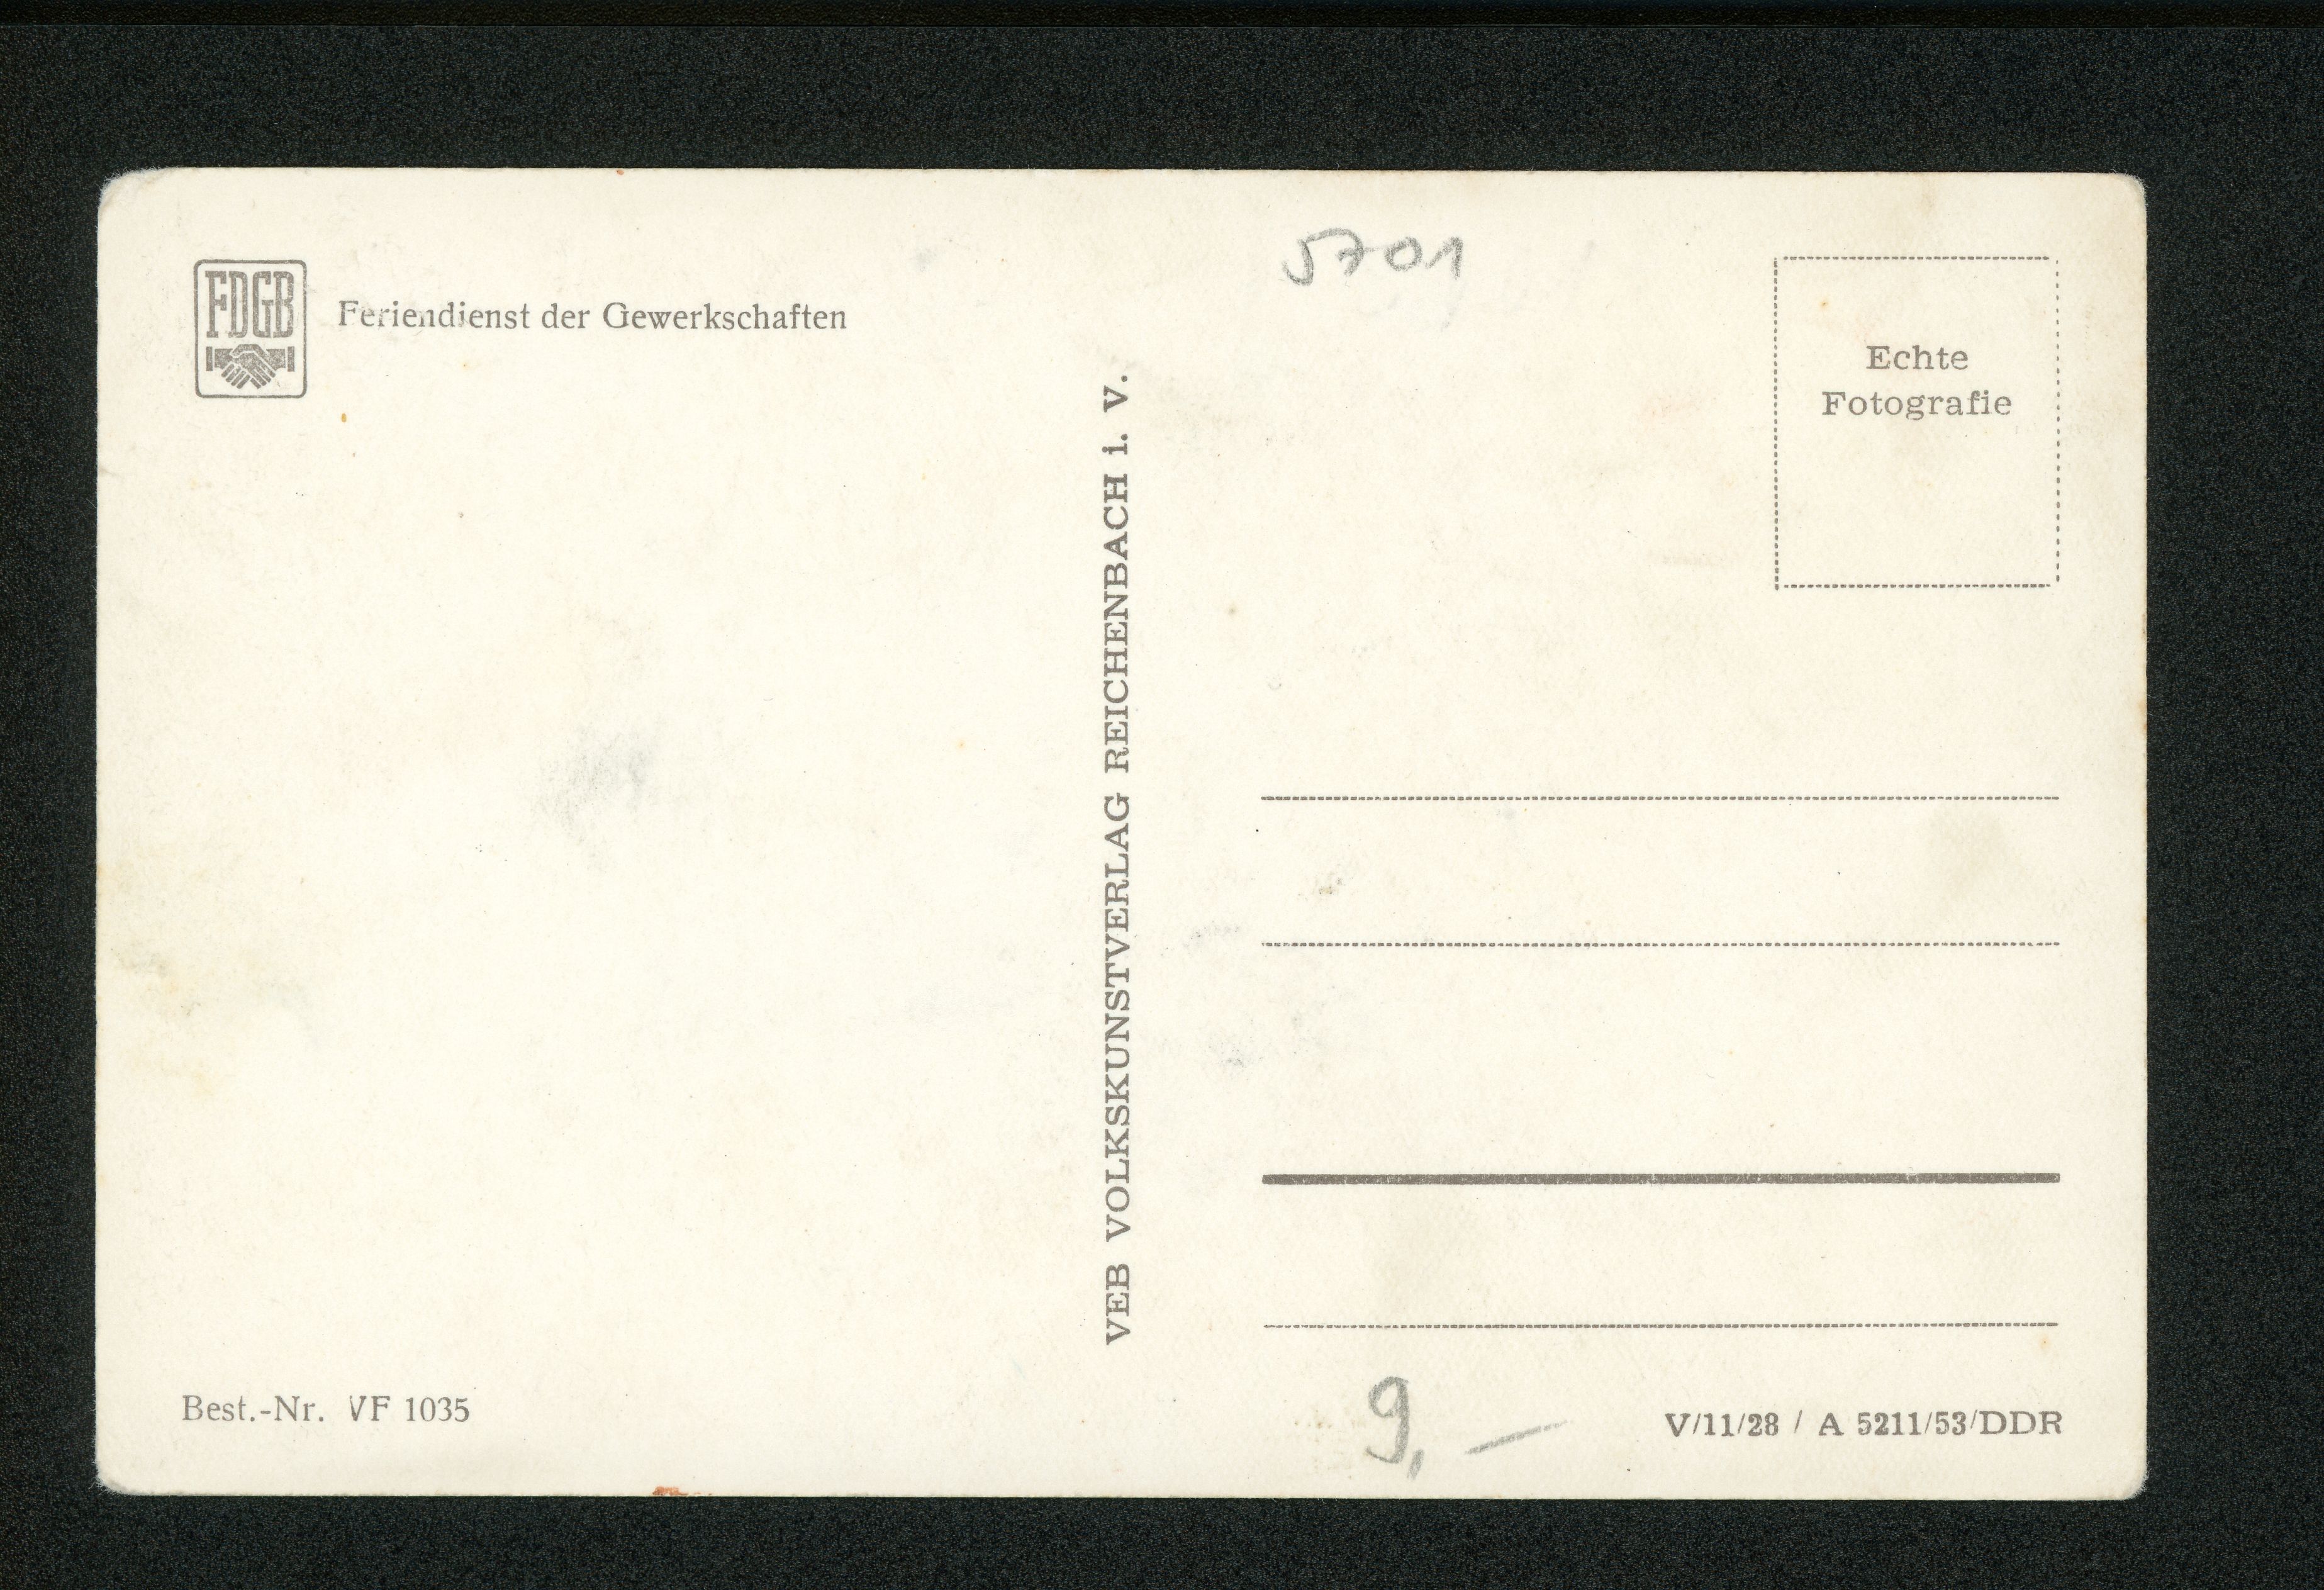 FDGB
Feriendienst der Gewerkschaften
5701
Echte
Fotografie
VEB VOLKSKUNSTVERLAG REICHENBACH i. V.
Best.-Nr. VF 1035
9,—
V/11/28 / A 5211/53/DDR